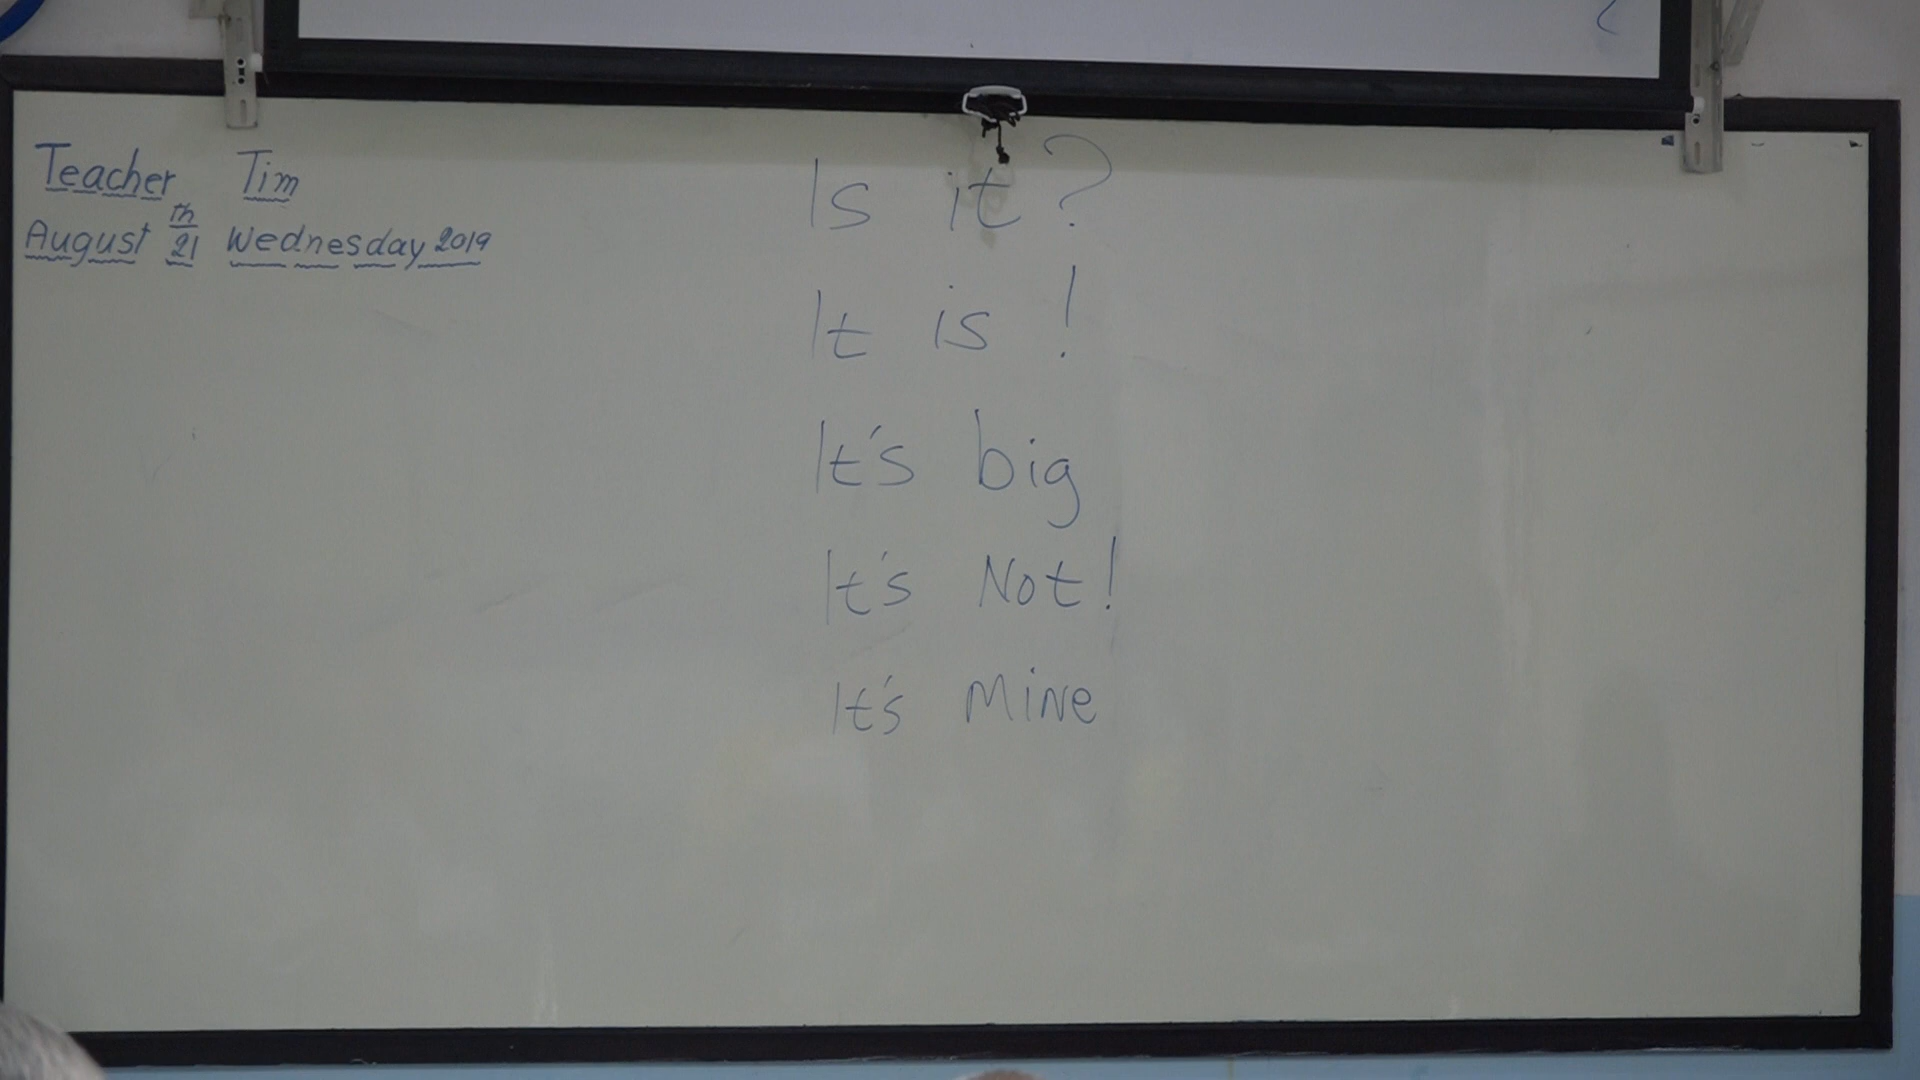 Teacher Tim
August 21th Wednesday 2019
Is it?
It is!
It's big
It's Not!
It's Mine